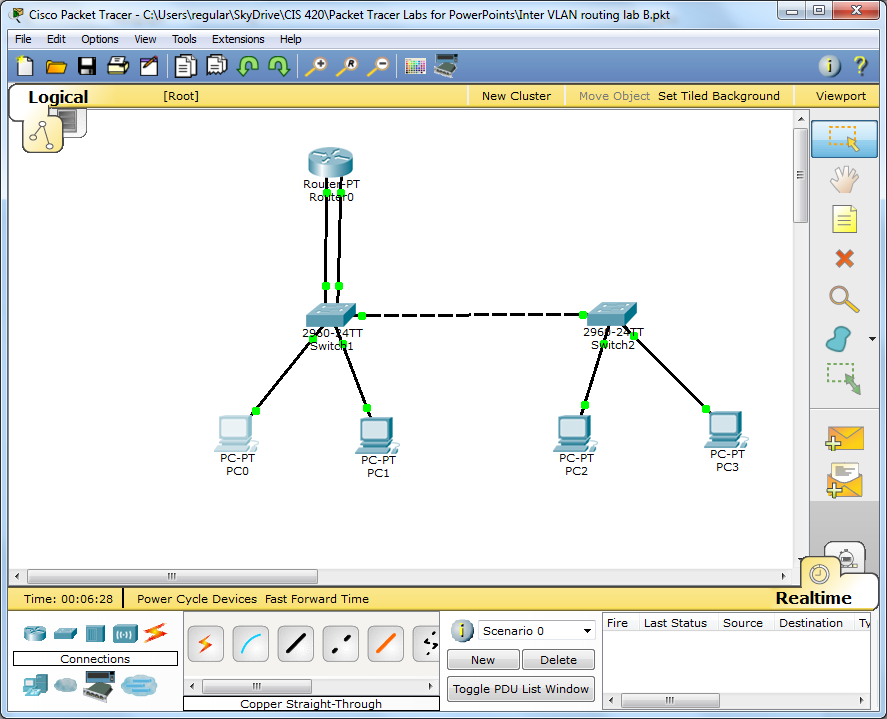 Cisco Packet Tracer - C:\Users\regular\SkyDrive\CIS 420\Packet Tracer Labs for PowerPoints\Inter VLAN routing lab B.pkt
File Edit Options View Tools Extensions Help
Logical [Root] New Cluster Move Object Set Tiled Background Viewport
Router-PT
Router0
2960-24TT
Switch1
2960-24TT
Switch2
PC-PT
PC0
PC-PT
PC1
PC-PT
PC2
PC-PT
PC3
Time: 00:06:28 Power Cycle Devices Fast Forward Time
Realtime
Connections
Copper Straight-Through
Scenario 0
New Delete
Toggle PDU List Window
Fire Last Status Source Destination Ty